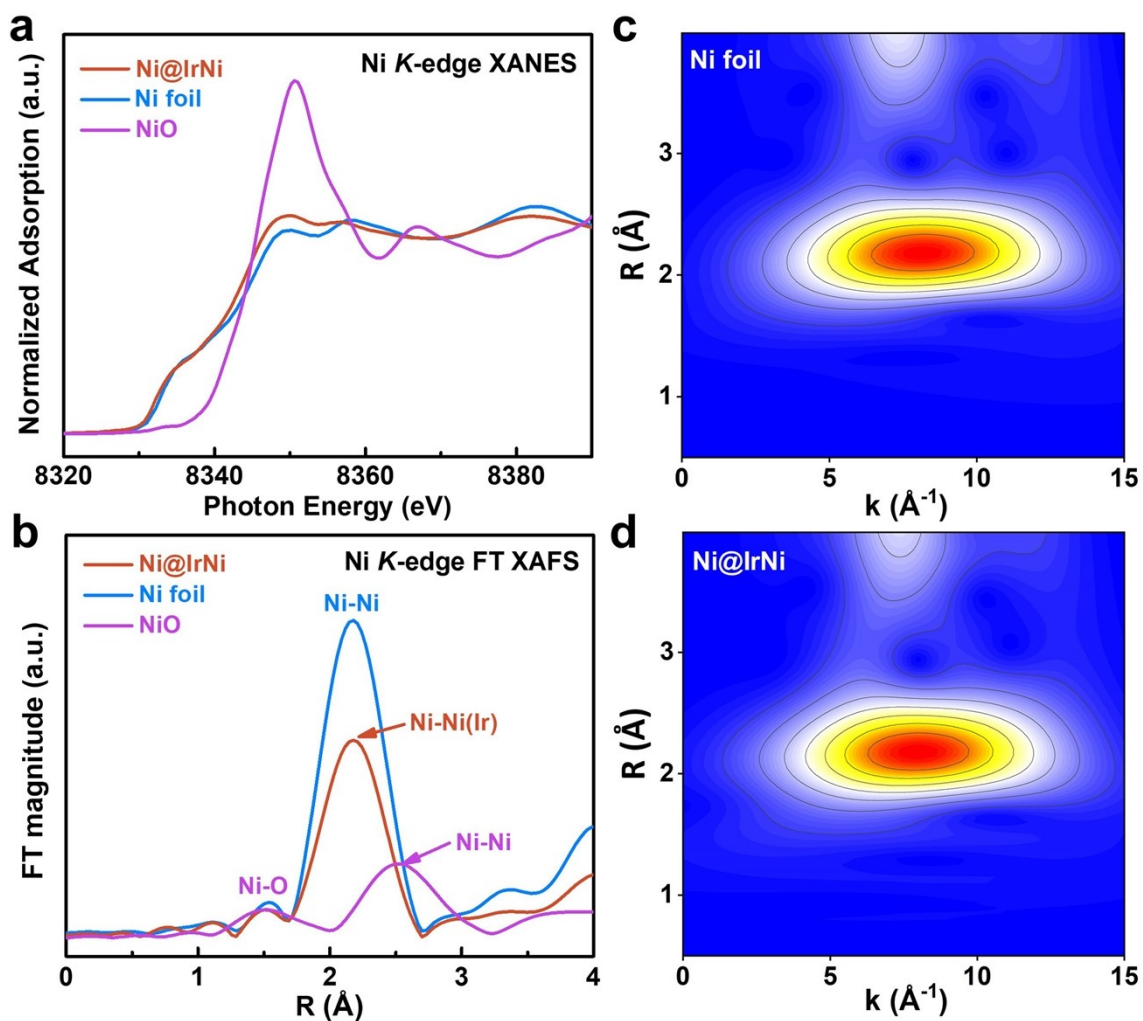 a
Ni K-edge XANES
Ni@IrNi
Ni foil
NiO
Normalized Adsorption (a.u.)
8320
8340
8360
8380
Photon Energy (eV)
b
Ni K-edge FT XAFS
Ni@IrNi
Ni foil
NiO
Ni-Ni
Ni-Ni(Ir)
Ni-Ni
Ni-O
FT magnitude (a.u.)
0
1
2
3
4
R (Å)
c
Ni foil
R (Å)
3
2
1
0
5
10
15
k (Å⁻¹)
d
Ni@IrNi
R (Å)
3
2
1
0
5
10
15
k (Å⁻¹)